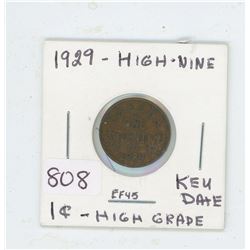 1929 - HIGH-NINE
808
EF45
KEY
DATE
1¢ - HIGH GRADE